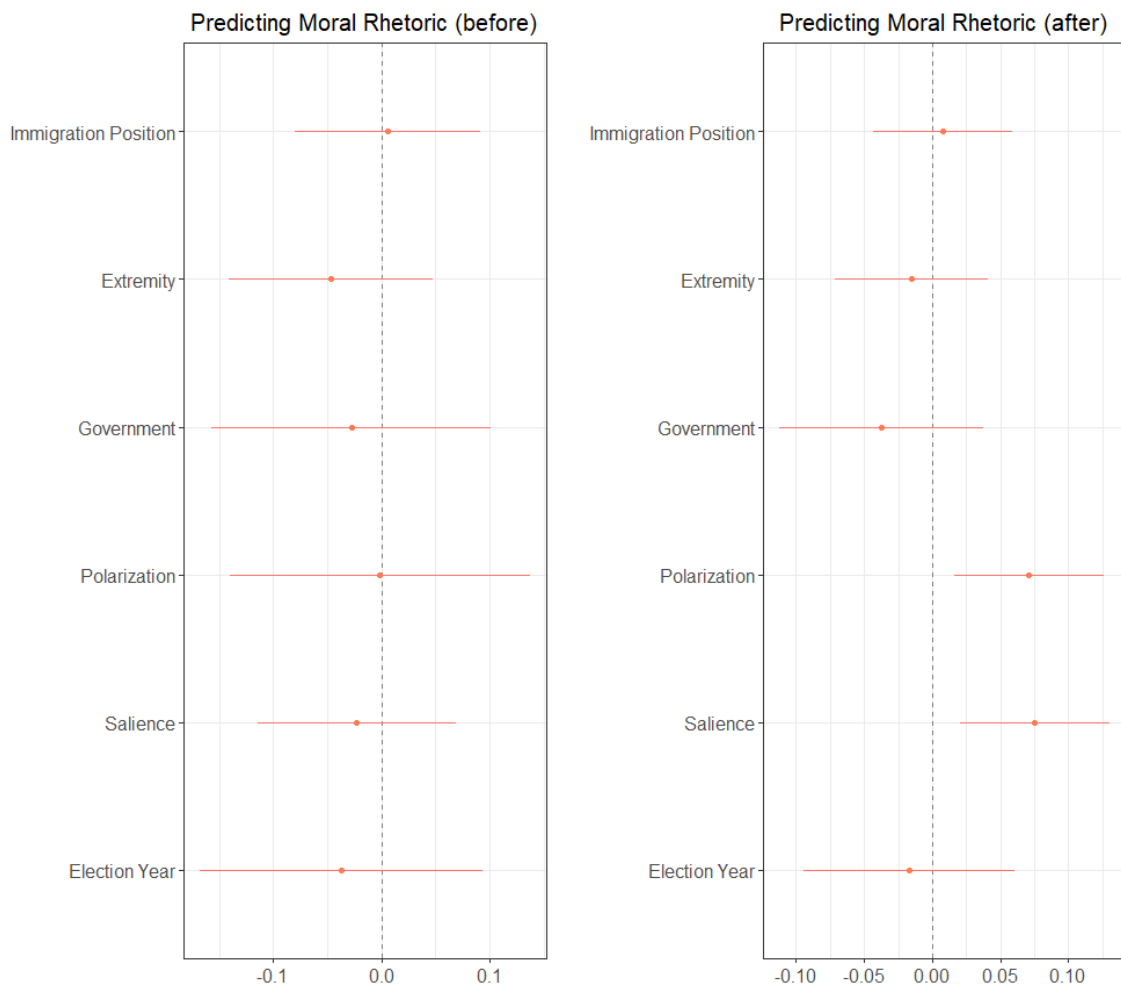 Predicting Moral Rhetoric (before)
Immigration Position
Extremity
Government
Polarization
Salience
Election Year
-0.1
0.0
0.1
Predicting Moral Rhetoric (after)
Immigration Position
Extremity
Government
Polarization
Salience
Election Year
-0.10
-0.05
0.00
0.05
0.10